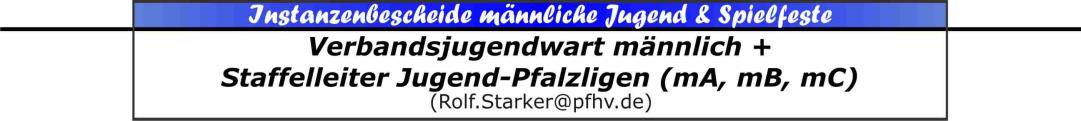 Instanzenbescheide männliche Jugend & Spielfeste
Verbandsjugendwart männlich +
Staffelleiter Jugend-Pfalzligen (mA, mB, mC)
(Rolf.Starker@pfhv.de)